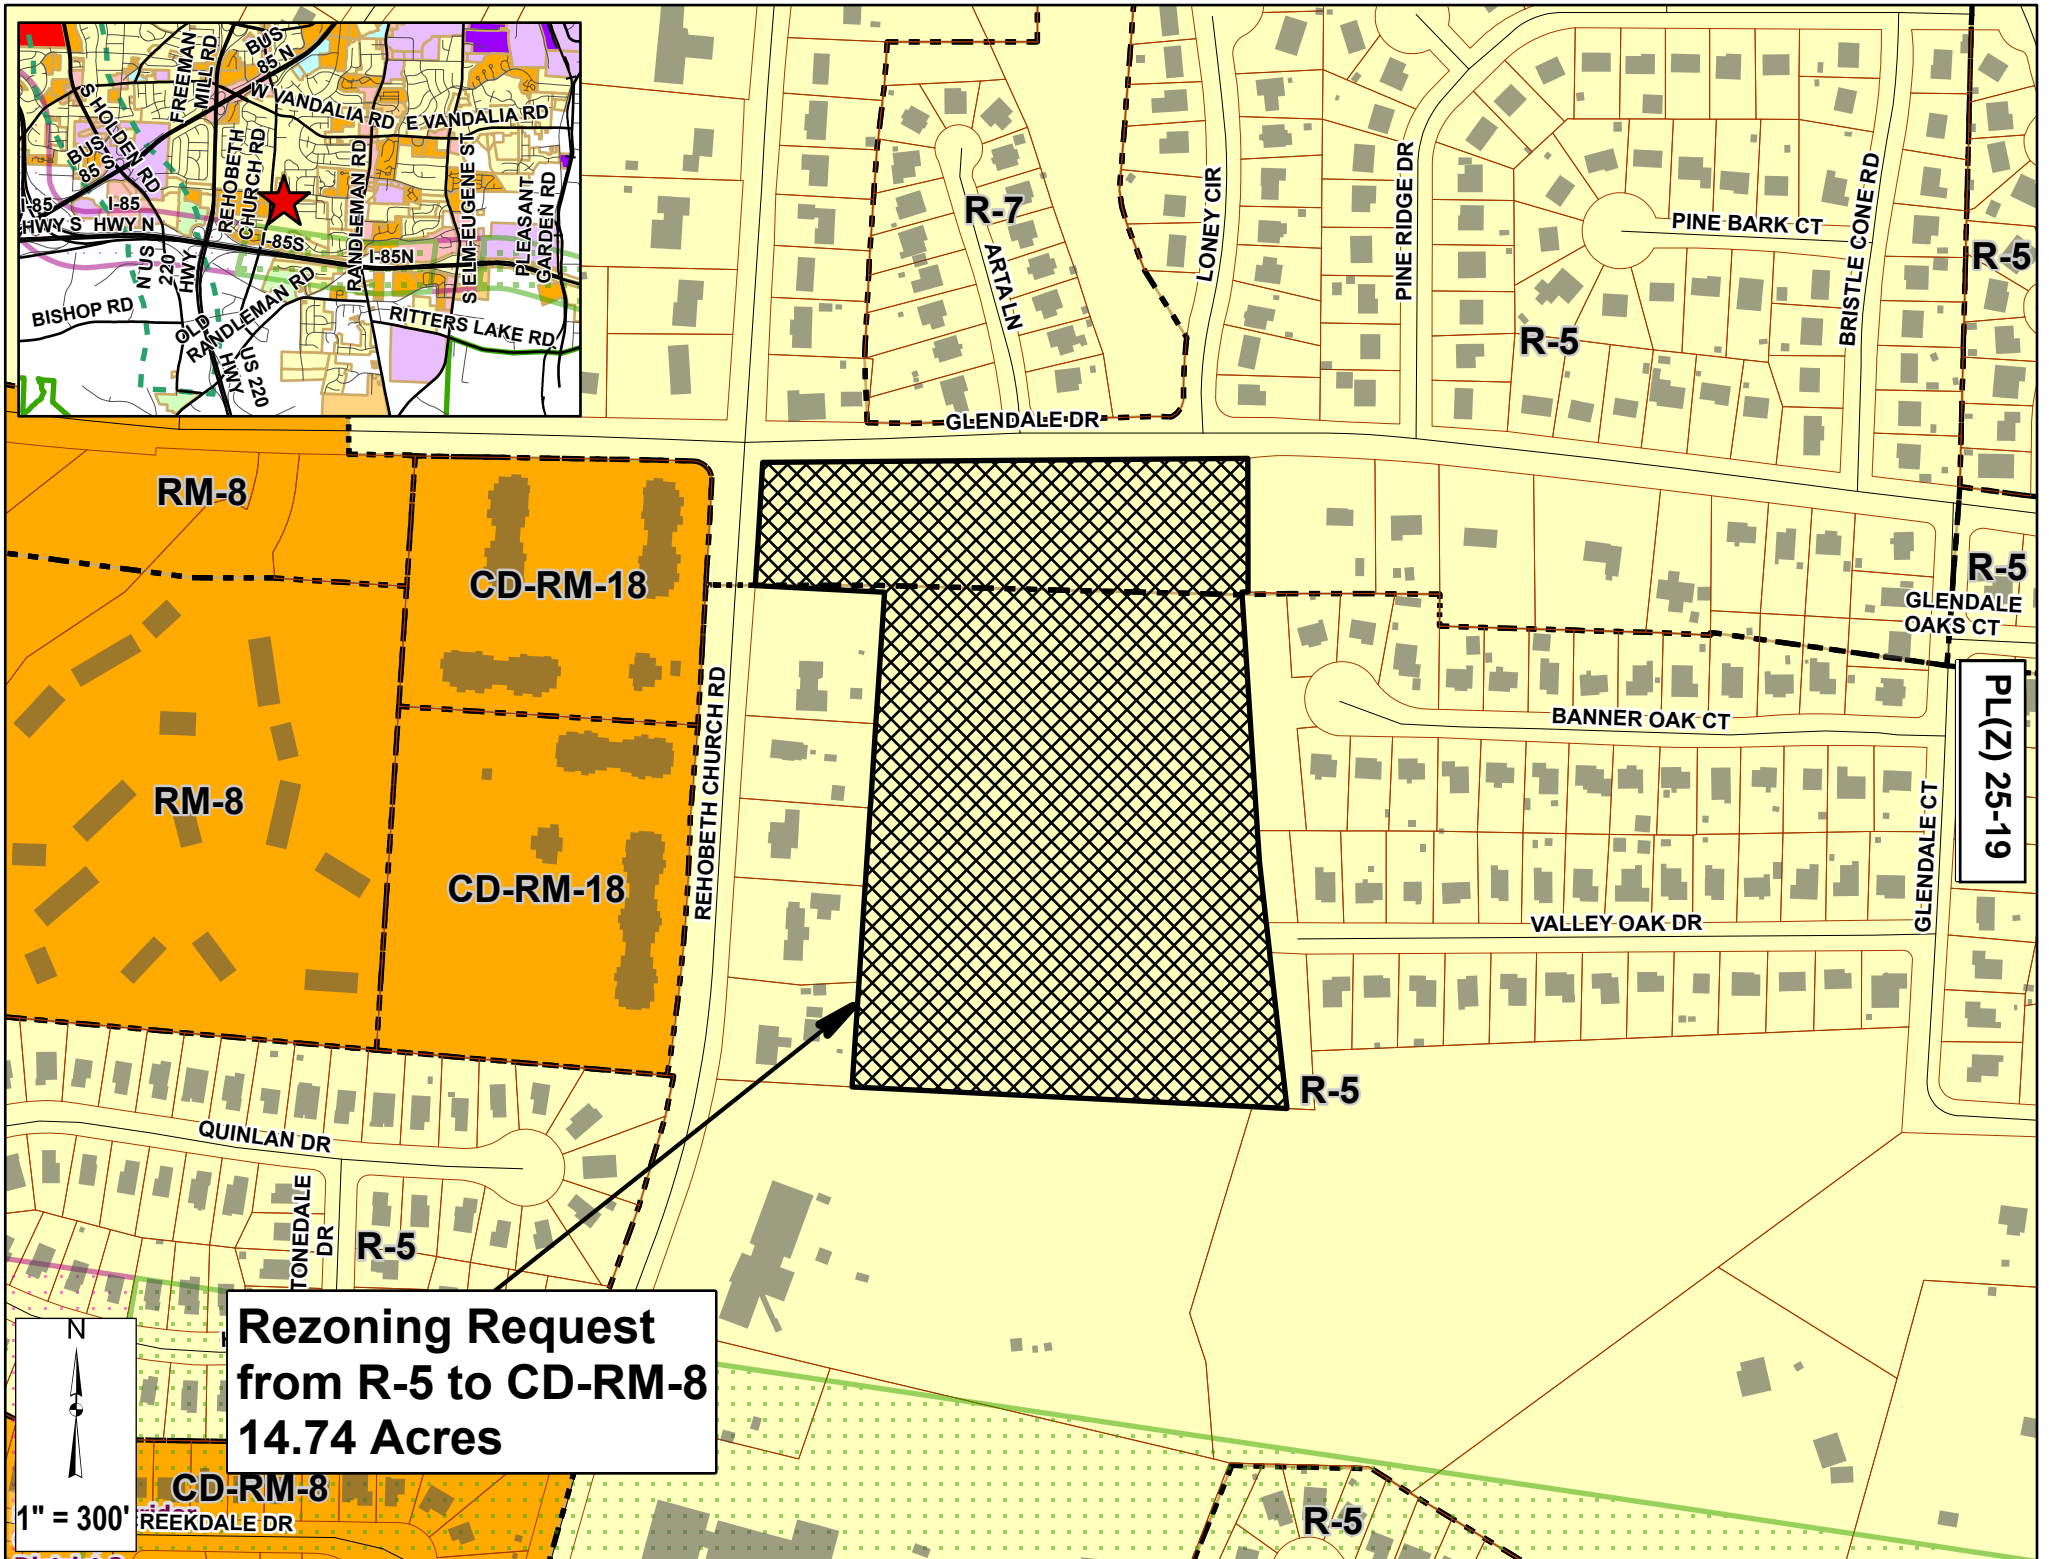 FREEMAN
MILL RD
BUS
85 N
S HOLDEN RD
W VANDALIA RD
E VANDALIA RD
BUS
85 S
REHOBETH
CHURCH RD
RANDLEMAN RD
S ELM-EUGENE ST
PLEASANT
GARDEN RD
I-85
HWY S
I-85
HWY N
I-85S
I-85N
N US
220
HWY
BISHOP RD
OLD
RANDLEMAN RD
RITTERS LAKE RD
HWY
US 220
R-7
ARTA LN
LONEY CIR
PINE RIDGE DR
PINE BARK CT
BRISTLE CONE RD
R-5
R-5
GLENDALE DR
RM-8
CD-RM-18
R-5
GLENDALE
OAKS CT
REHOBETH CHURCH RD
BANNER OAK CT
PL(Z) 25-19
RM-8
CD-RM-18
GLENDALE CT
VALLEY OAK DR
R-5
QUINLAN DR
TONEDALE
DR
R-5
Rezoning Request
from R-5 to CD-RM-8
14.74 Acres
N
1" = 300'
CD-RM-8
REEKDALE DR
R-5